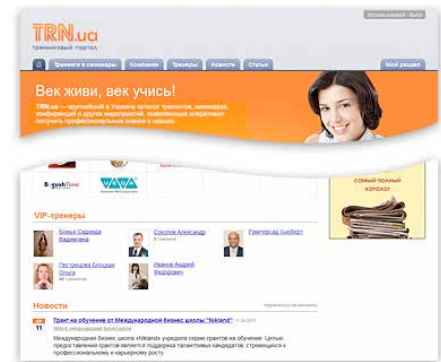 TRN.ua
тренинговый портал
Тренинги и семинары Компании Тренеры Новости Статьи Мой раздел
Век живи, век учись!
TRN.ua — крупнейший в Украине каталог тренингов, семинаров,
конференций и других мероприятий, позволяющих оперативно
получить профессиональные знания и навыки.
самый полный
каталог
B-gushTime
VIP-тренеры
Соколов Александр
Иванов Андрей
Федорович
Ольга
Новости
11
Грант на обучение от Международной бизнес школы "Nikland"
Международная бизнес школа «Nikland» учредила серию грантов на обучение. Целью
предоставления грантов является поддержка талантливых кандидатов, стремящихся к
профессиональному и карьерному росту